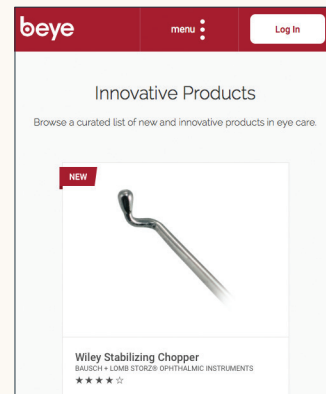 beye
menu
Log In
Innovative Products
Browse a curated list of new and innovative products in eye care.
NEW
Wiley Stabilizing Chopper
BAUSCH + LOMB STORZ® OPHTHALMIC INSTRUMENTS
★★★★☆